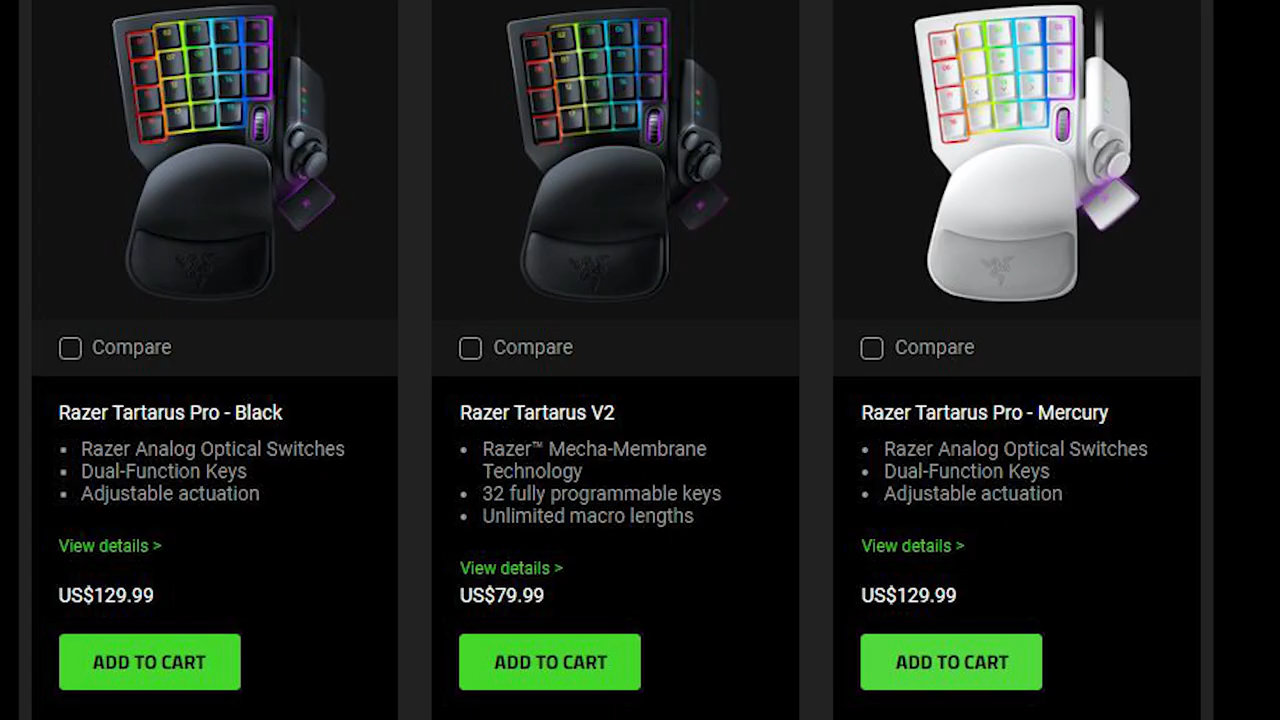 Compare
Compare
Compare
Razer Tartarus Pro - Black
• Razer Analog Optical Switches
• Dual-Function Keys
• Adjustable actuation
View details >
US$129.99
ADD TO CART
Razer Tartarus V2
• Razer™ Mecha-Membrane
Technology
• 32 fully programmable keys
• Unlimited macro lengths
View details >
US$79.99
ADD TO CART
Razer Tartarus Pro - Mercury
• Razer Analog Optical Switches
• Dual-Function Keys
• Adjustable actuation
View details >
US$129.99
ADD TO CART